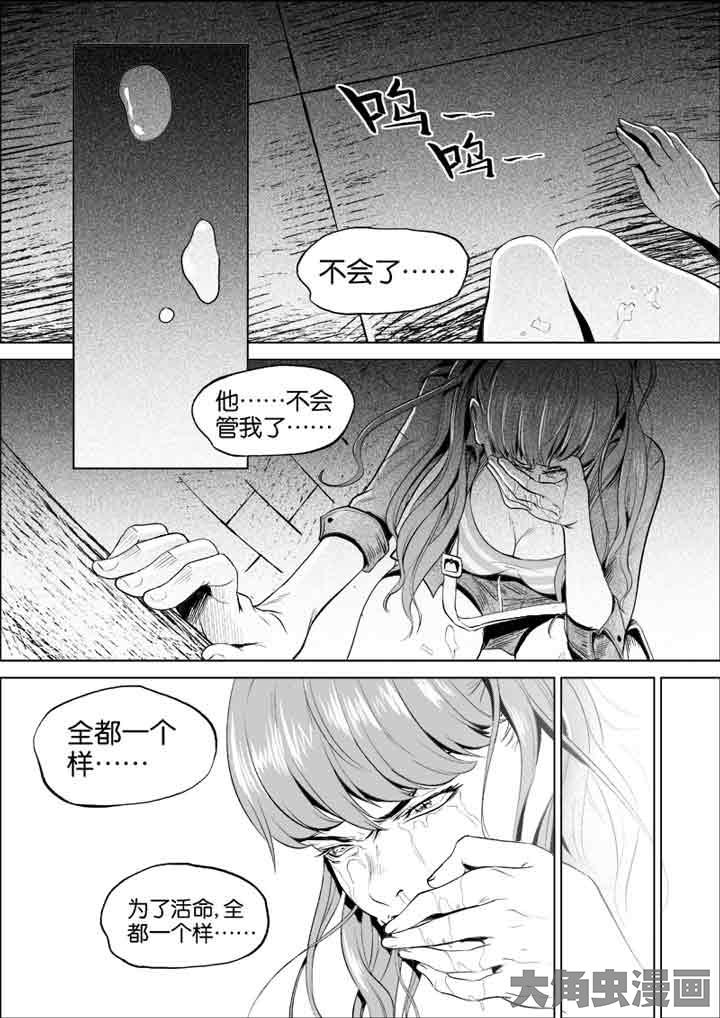 呜——
呜——
不会了……
他……不会
管我了……
全都一个
样……
为了活命,全
都一个样……
大角虫漫画